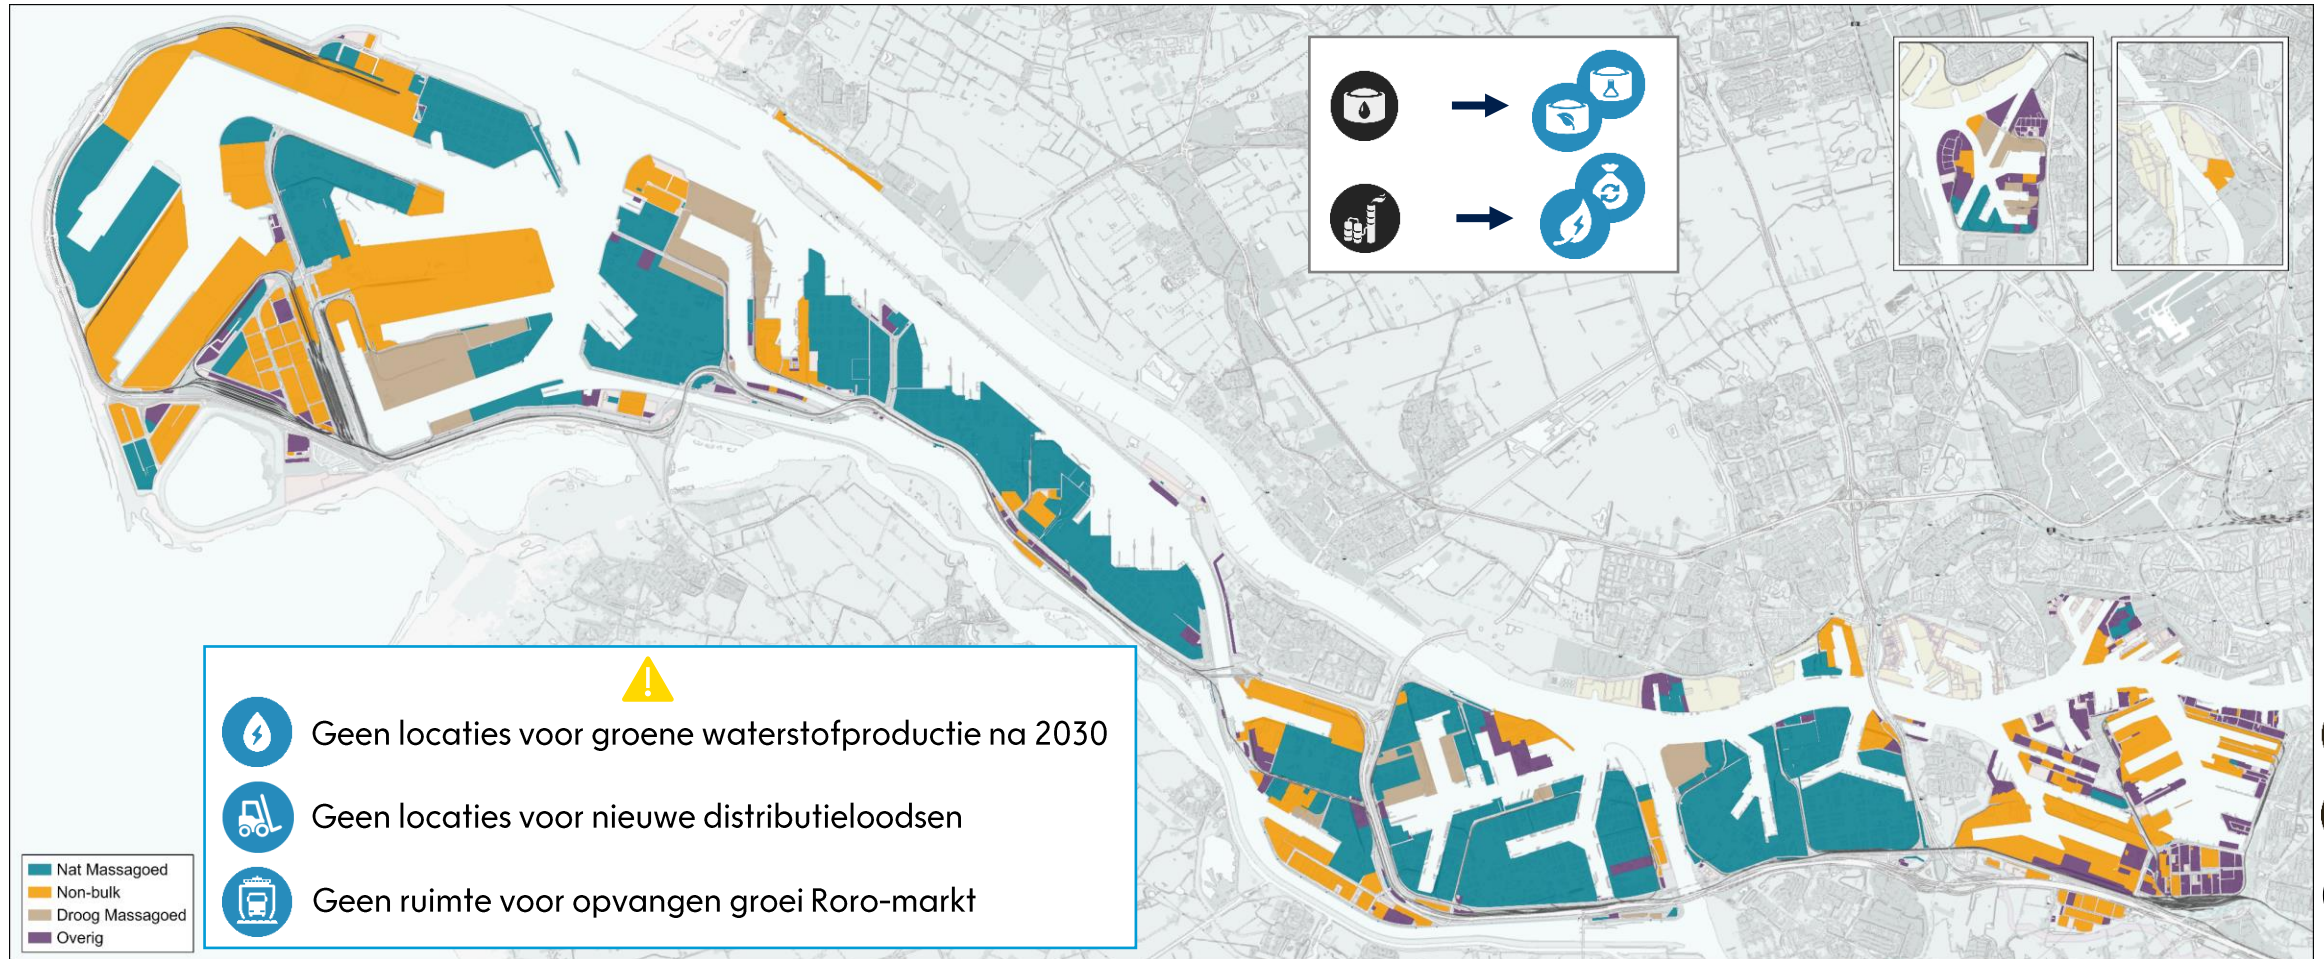 Geen locaties voor groene waterstofproductie na 2030
Geen locaties voor nieuwe distributieloodsen
Geen ruimte voor opvangen groei Roro-markt
Nat Massagoed
Non-bulk
Droog Massagoed
Overig